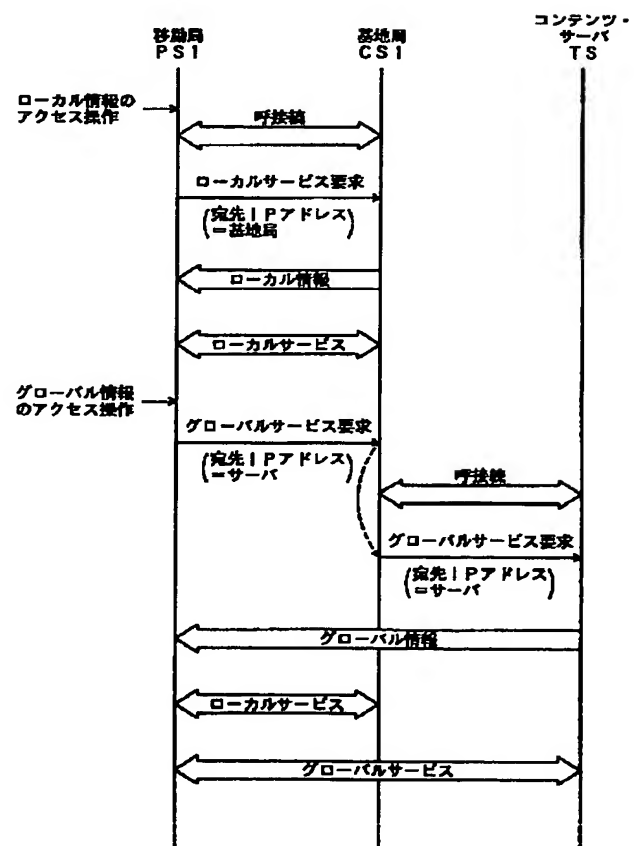 移動局
PS1
基地局
CS1
コンテンツ・
サーバ
TS
ローカル情報の
アクセス操作
呼接続
ローカルサービス要求
(宛先IPアドレス
=基地局)
ローカル情報
ローカルサービス
グローバル情報
のアクセス操作
グローバルサービス要求
(宛先IPアドレス
=サーバ)
呼接続
グローバルサービス要求
(宛先IPアドレス
=サーバ)
グローバル情報
ローカルサービス
グローバルサービス